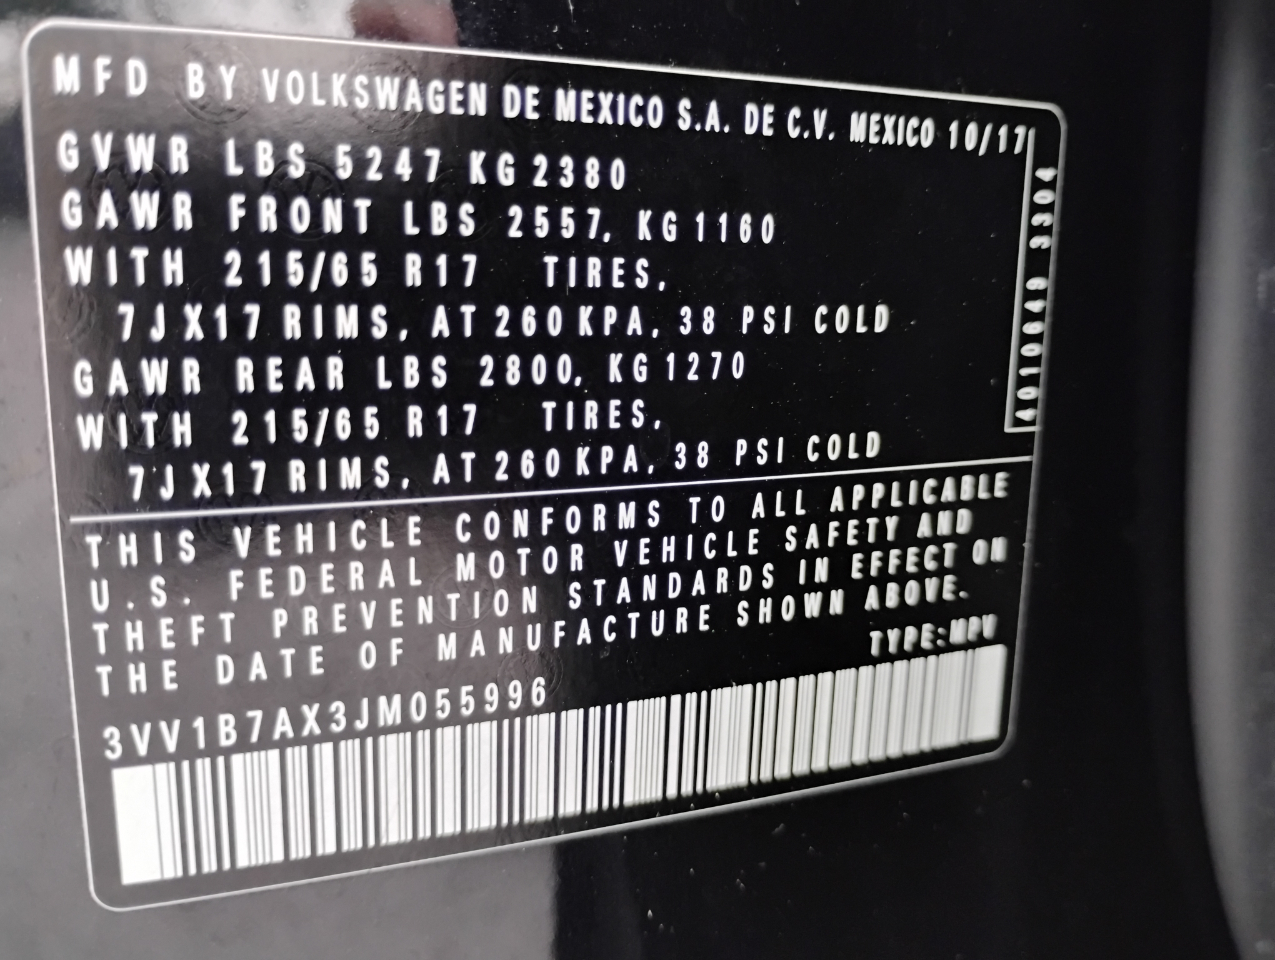 MFD BY VOLKSWAGEN DE MEXICO S.A. DE C.V. MEXICO 10/17
GVWR LBS 5247 KG 2380
GAWR FRONT LBS 2557, KG 1160
WITH 215/65 R17 TIRES,
7J X17 RIMS, AT 260 KPA, 38 PSI COLD
GAWR REAR LBS 2800, KG 1270
WITH 215/65 R17 TIRES,
7J X17 RIMS, AT 260 KPA, 38 PSI COLD
4010649 3304
THIS VEHICLE CONFORMS TO ALL APPLICABLE
U.S. FEDERAL MOTOR VEHICLE SAFETY AND
THEFT PREVENTION STANDARDS IN EFFECT ON
THE DATE OF MANUFACTURE SHOWN ABOVE.
TYPE:MPV
3VV1B7AX3JM055996